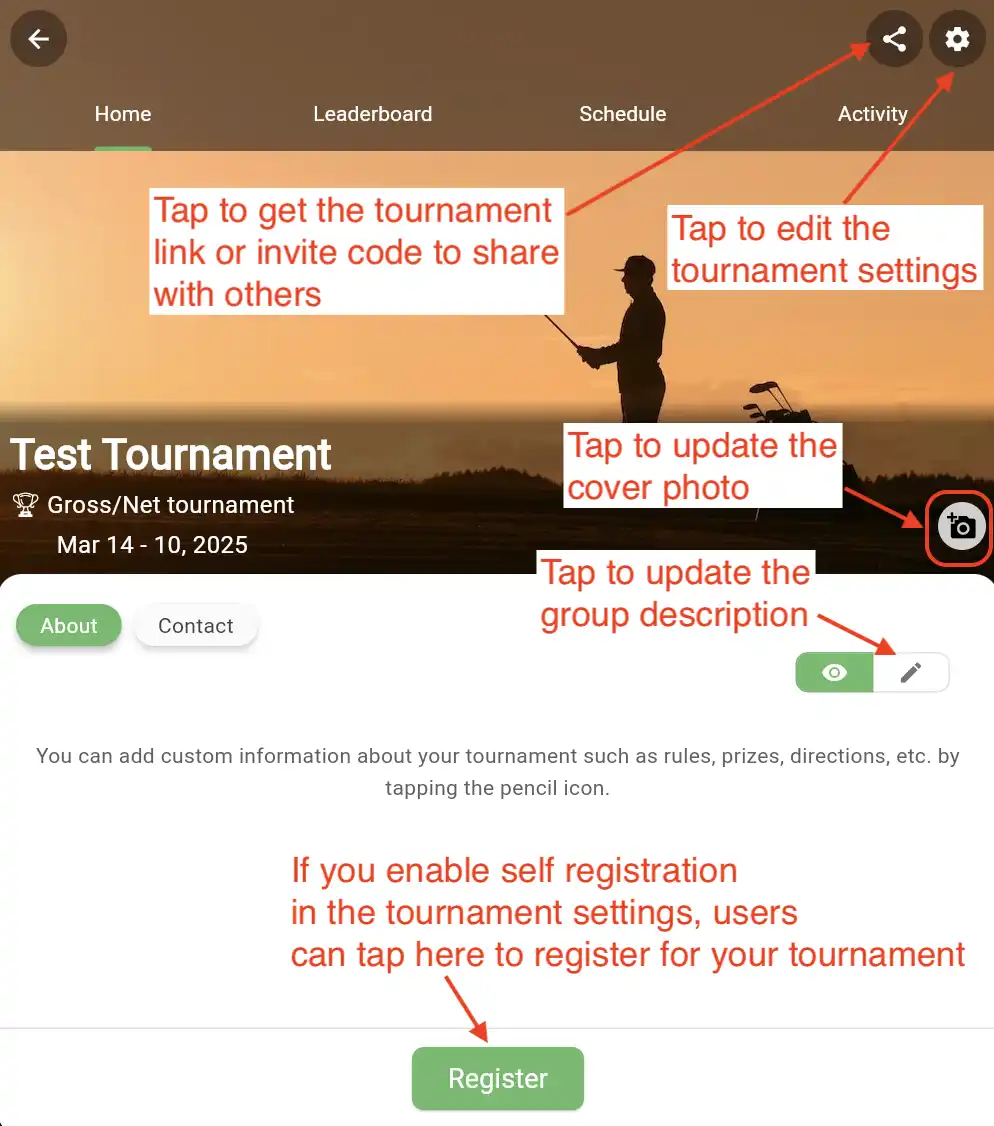 Home
Leaderboard
Schedule
Activity
Tap to get the tournament
link or invite code to share
with others
Tap to edit the
tournament settings
Tap to update the
cover photo
Test Tournament
Gross/Net tournament
Mar 14 - 10, 2025
Tap to update the
group description
About
Contact
You can add custom information about your tournament such as rules, prizes, directions, etc. by
tapping the pencil icon.
If you enable self registration
in the tournament settings, users
can tap here to register for your tournament
Register